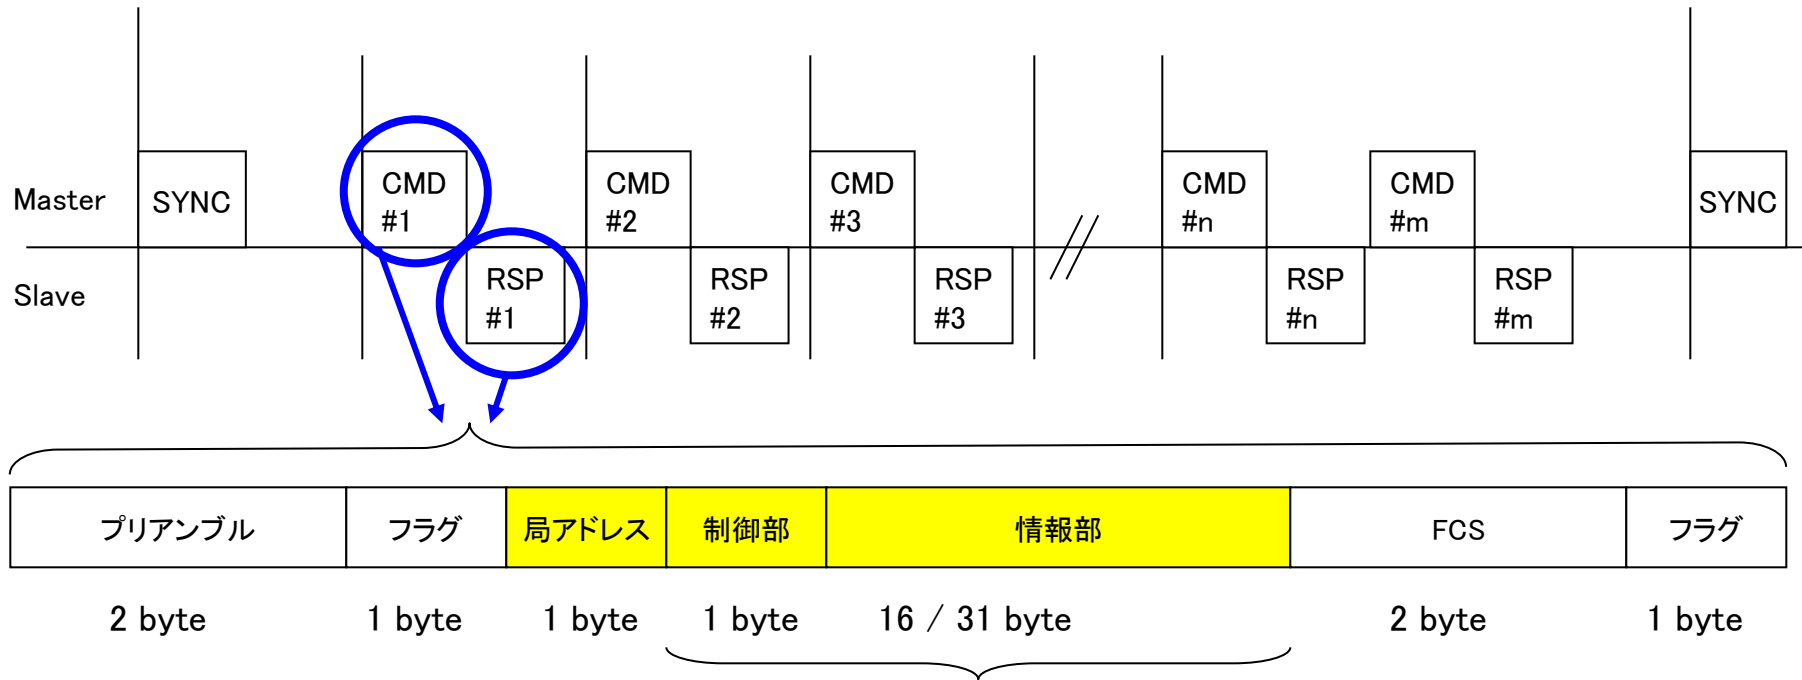 Master
SYNC
CMD
#1
CMD
#2
CMD
#3
CMD
#n
CMD
#m
SYNC
Slave
RSP
#1
RSP
#2
RSP
#3
RSP
#n
RSP
#m
プリアンブル
フラグ
局アドレス
制御部
情報部
FCS
フラグ
2 byte
1 byte
1 byte
1 byte
16 / 31 byte
2 byte
1 byte